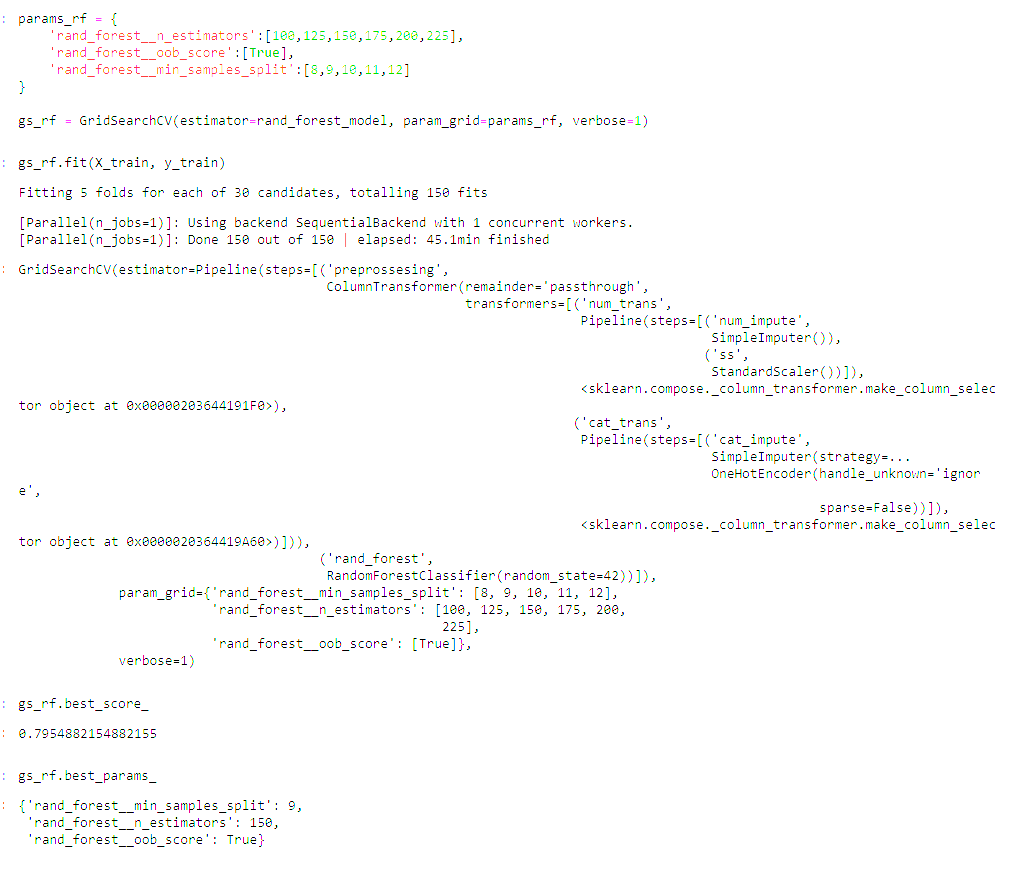 : params_rf = {
    'rand_forest__n_estimators':[100,125,150,175,200,225],
    'rand_forest__oob_score':[True],
    'rand_forest__min_samples_split':[8,9,10,11,12]
}
gs_rf = GridSearchCV(estimator=rand_forest_model, param_grid=params_rf, verbose=1)
: gs_rf.fit(X_train, y_train)
Fitting 5 folds for each of 30 candidates, totalling 150 fits
[Parallel(n_jobs=1)]: Using backend SequentialBackend with 1 concurrent workers.
[Parallel(n_jobs=1)]: Done 150 out of 150 | elapsed: 45.1min finished
: GridSearchCV(estimator=Pipeline(steps=[('preprossesing',
ColumnTransformer(remainder='passthrough',
transformers=[('num_trans',
Pipeline(steps=[('num_impute',
SimpleImputer()),
('ss',
StandardScaler())]),
<sklearn.compose._column_transformer.make_column_selec
tor object at 0x00000203644191F0>),
('cat_trans',
Pipeline(steps=[('cat_impute',
SimpleImputer(strategy=...
OneHotEncoder(handle_unknown='ignor
e',
sparse=False))]),
<sklearn.compose._column_transformer.make_column_selec
tor object at 0x0000020364419A60>)])),
('rand_forest',
RandomForestClassifier(random_state=42))]),
param_grid={'rand_forest__min_samples_split': [8, 9, 10, 11, 12],
'rand_forest__n_estimators': [100, 125, 150, 175, 200,
225],
'rand_forest__oob_score': [True]},
verbose=1)
: gs_rf.best_score_
: 0.7954882154882155
: gs_rf.best_params_
: {'rand_forest__min_samples_split': 9,
'rand_forest__n_estimators': 150,
'rand_forest__oob_score': True}